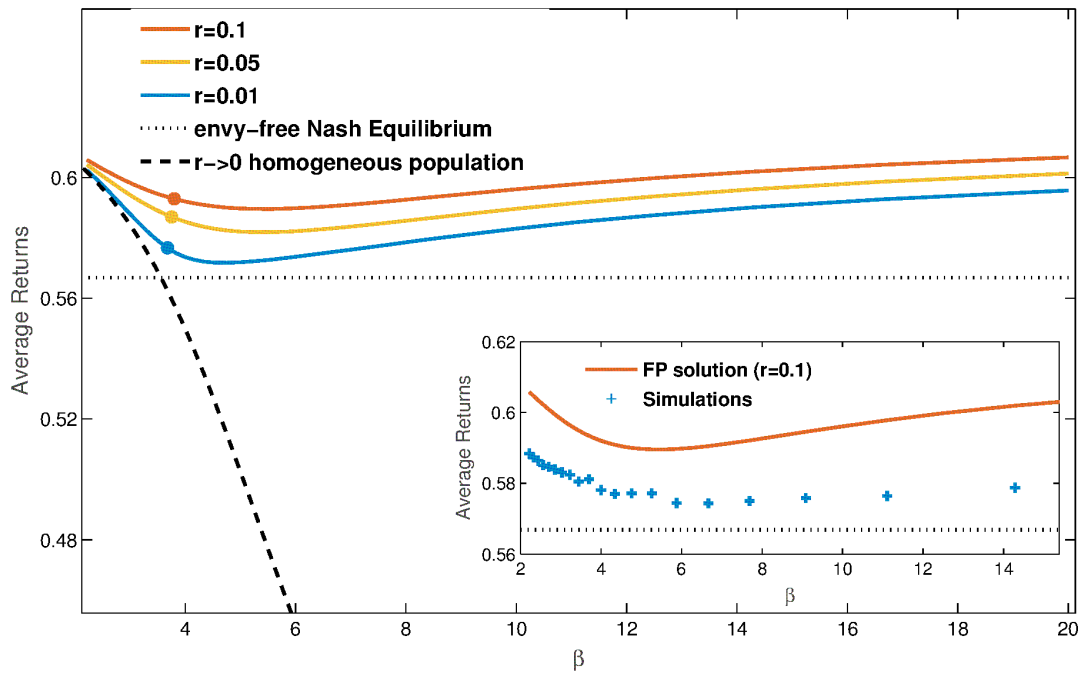 r=0.1
r=0.05
r=0.01
envy-free Nash Equilibrium
r->0 homogeneous population
Average Returns
0.6
0.56
0.52
0.48
4 6 8 10 12 14 16 18 20
β
0.62
0.6
0.58
0.56
Average Returns
FP solution (r=0.1)
Simulations
2 4 6 8 10 12 14
β